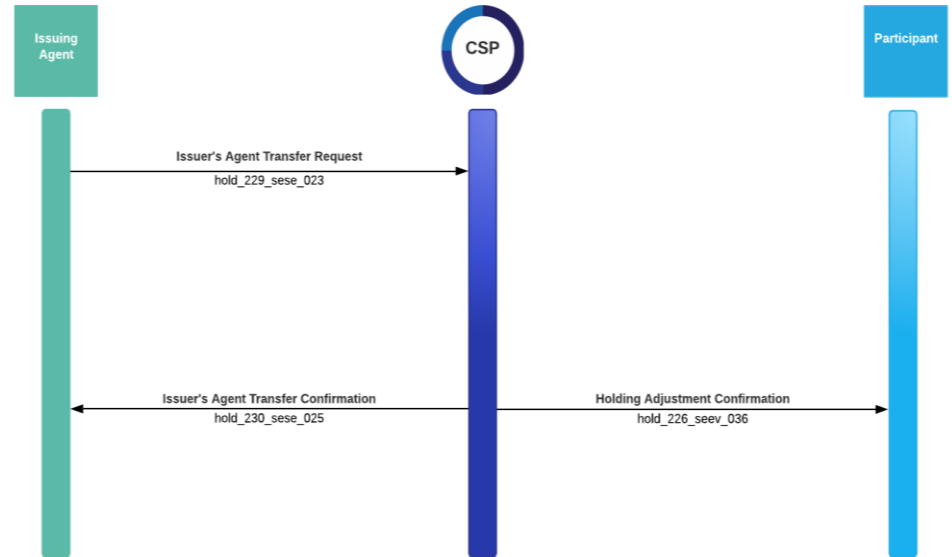 Issuing
Agent
CSP
Participant
Issuer's Agent Transfer Request
hold_229_sese_023
Issuer's Agent Transfer Confirmation
hold_230_sese_025
Holding Adjustment Confirmation
hold_226_seev_036